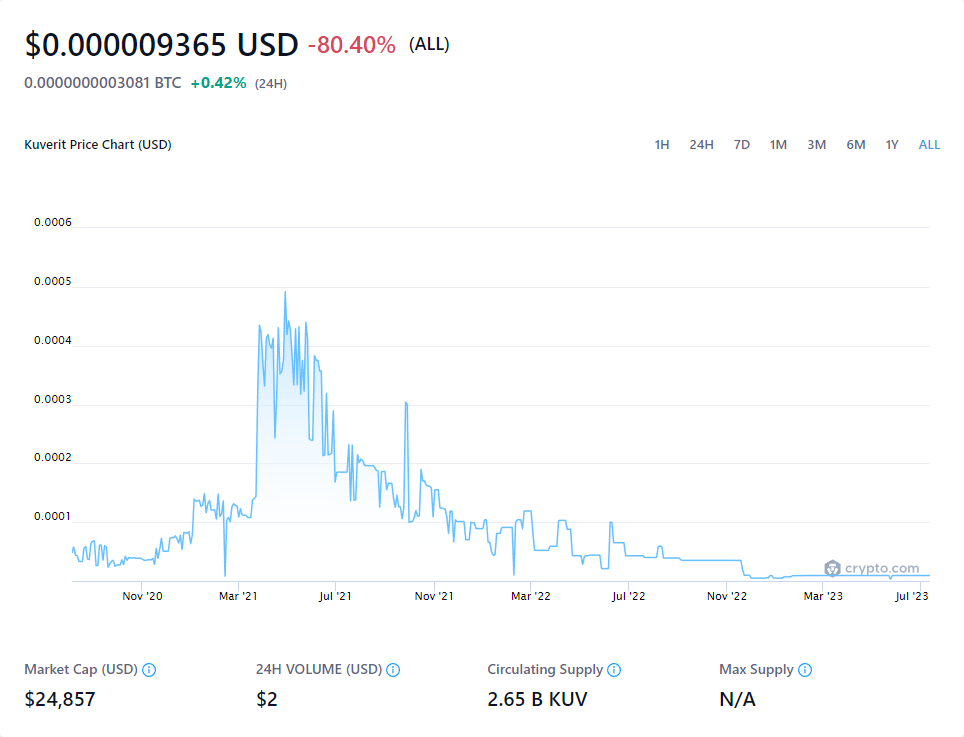 $0.000009365 USD -80.40% (ALL)
0.0000000003081 BTC +0.42% (24H)
Kuverit Price Chart (USD) 1H 24H 7D 1M 3M 6M 1Y ALL
0.0006
0.0005
0.0004
0.0003
0.0002
0.0001
crypto.com
Nov '20 Mar '21 Jul '21 Nov '21 Mar '22 Jul '22 Nov '22 Mar '23 Jul '23
Market Cap (USD) 24H VOLUME (USD) Circulating Supply Max Supply
$24,857 $2 2.65 B KUV N/A